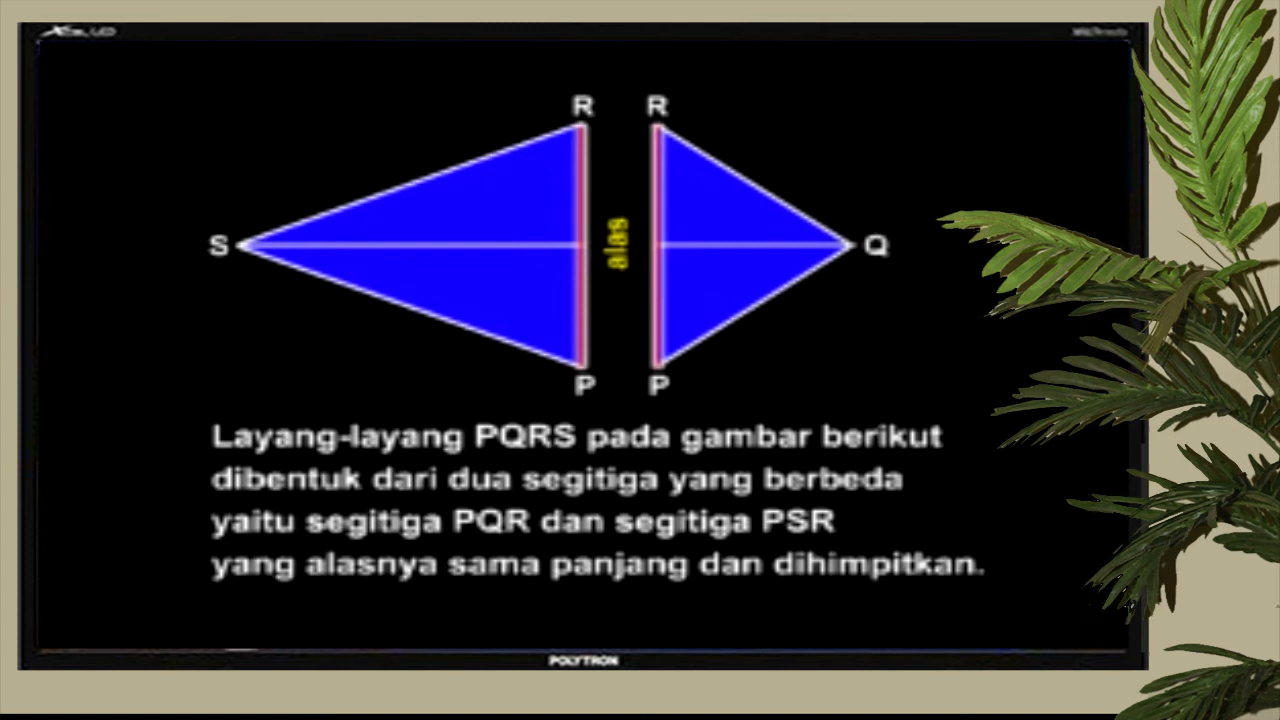 R R
S alas Q
P P
Layang-layang PQRS pada gambar berikut
dibentuk dari dua segitiga yang berbeda
yaitu segitiga PQR dan segitiga PSR
yang alasnya sama panjang dan dihimpitkan.
POLYTRON